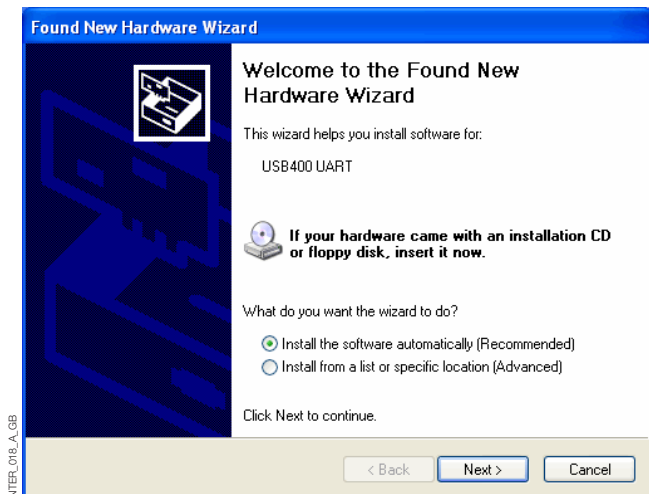 Found New Hardware Wizard
Welcome to the Found New
Hardware Wizard
This wizard helps you install software for:
USB400 UART
If your hardware came with an installation CD
or floppy disk, insert it now.
What do you want the wizard to do?
Install the software automatically (Recommended)
Install from a list or specific location (Advanced)
Click Next to continue.
< Back
Next >
Cancel